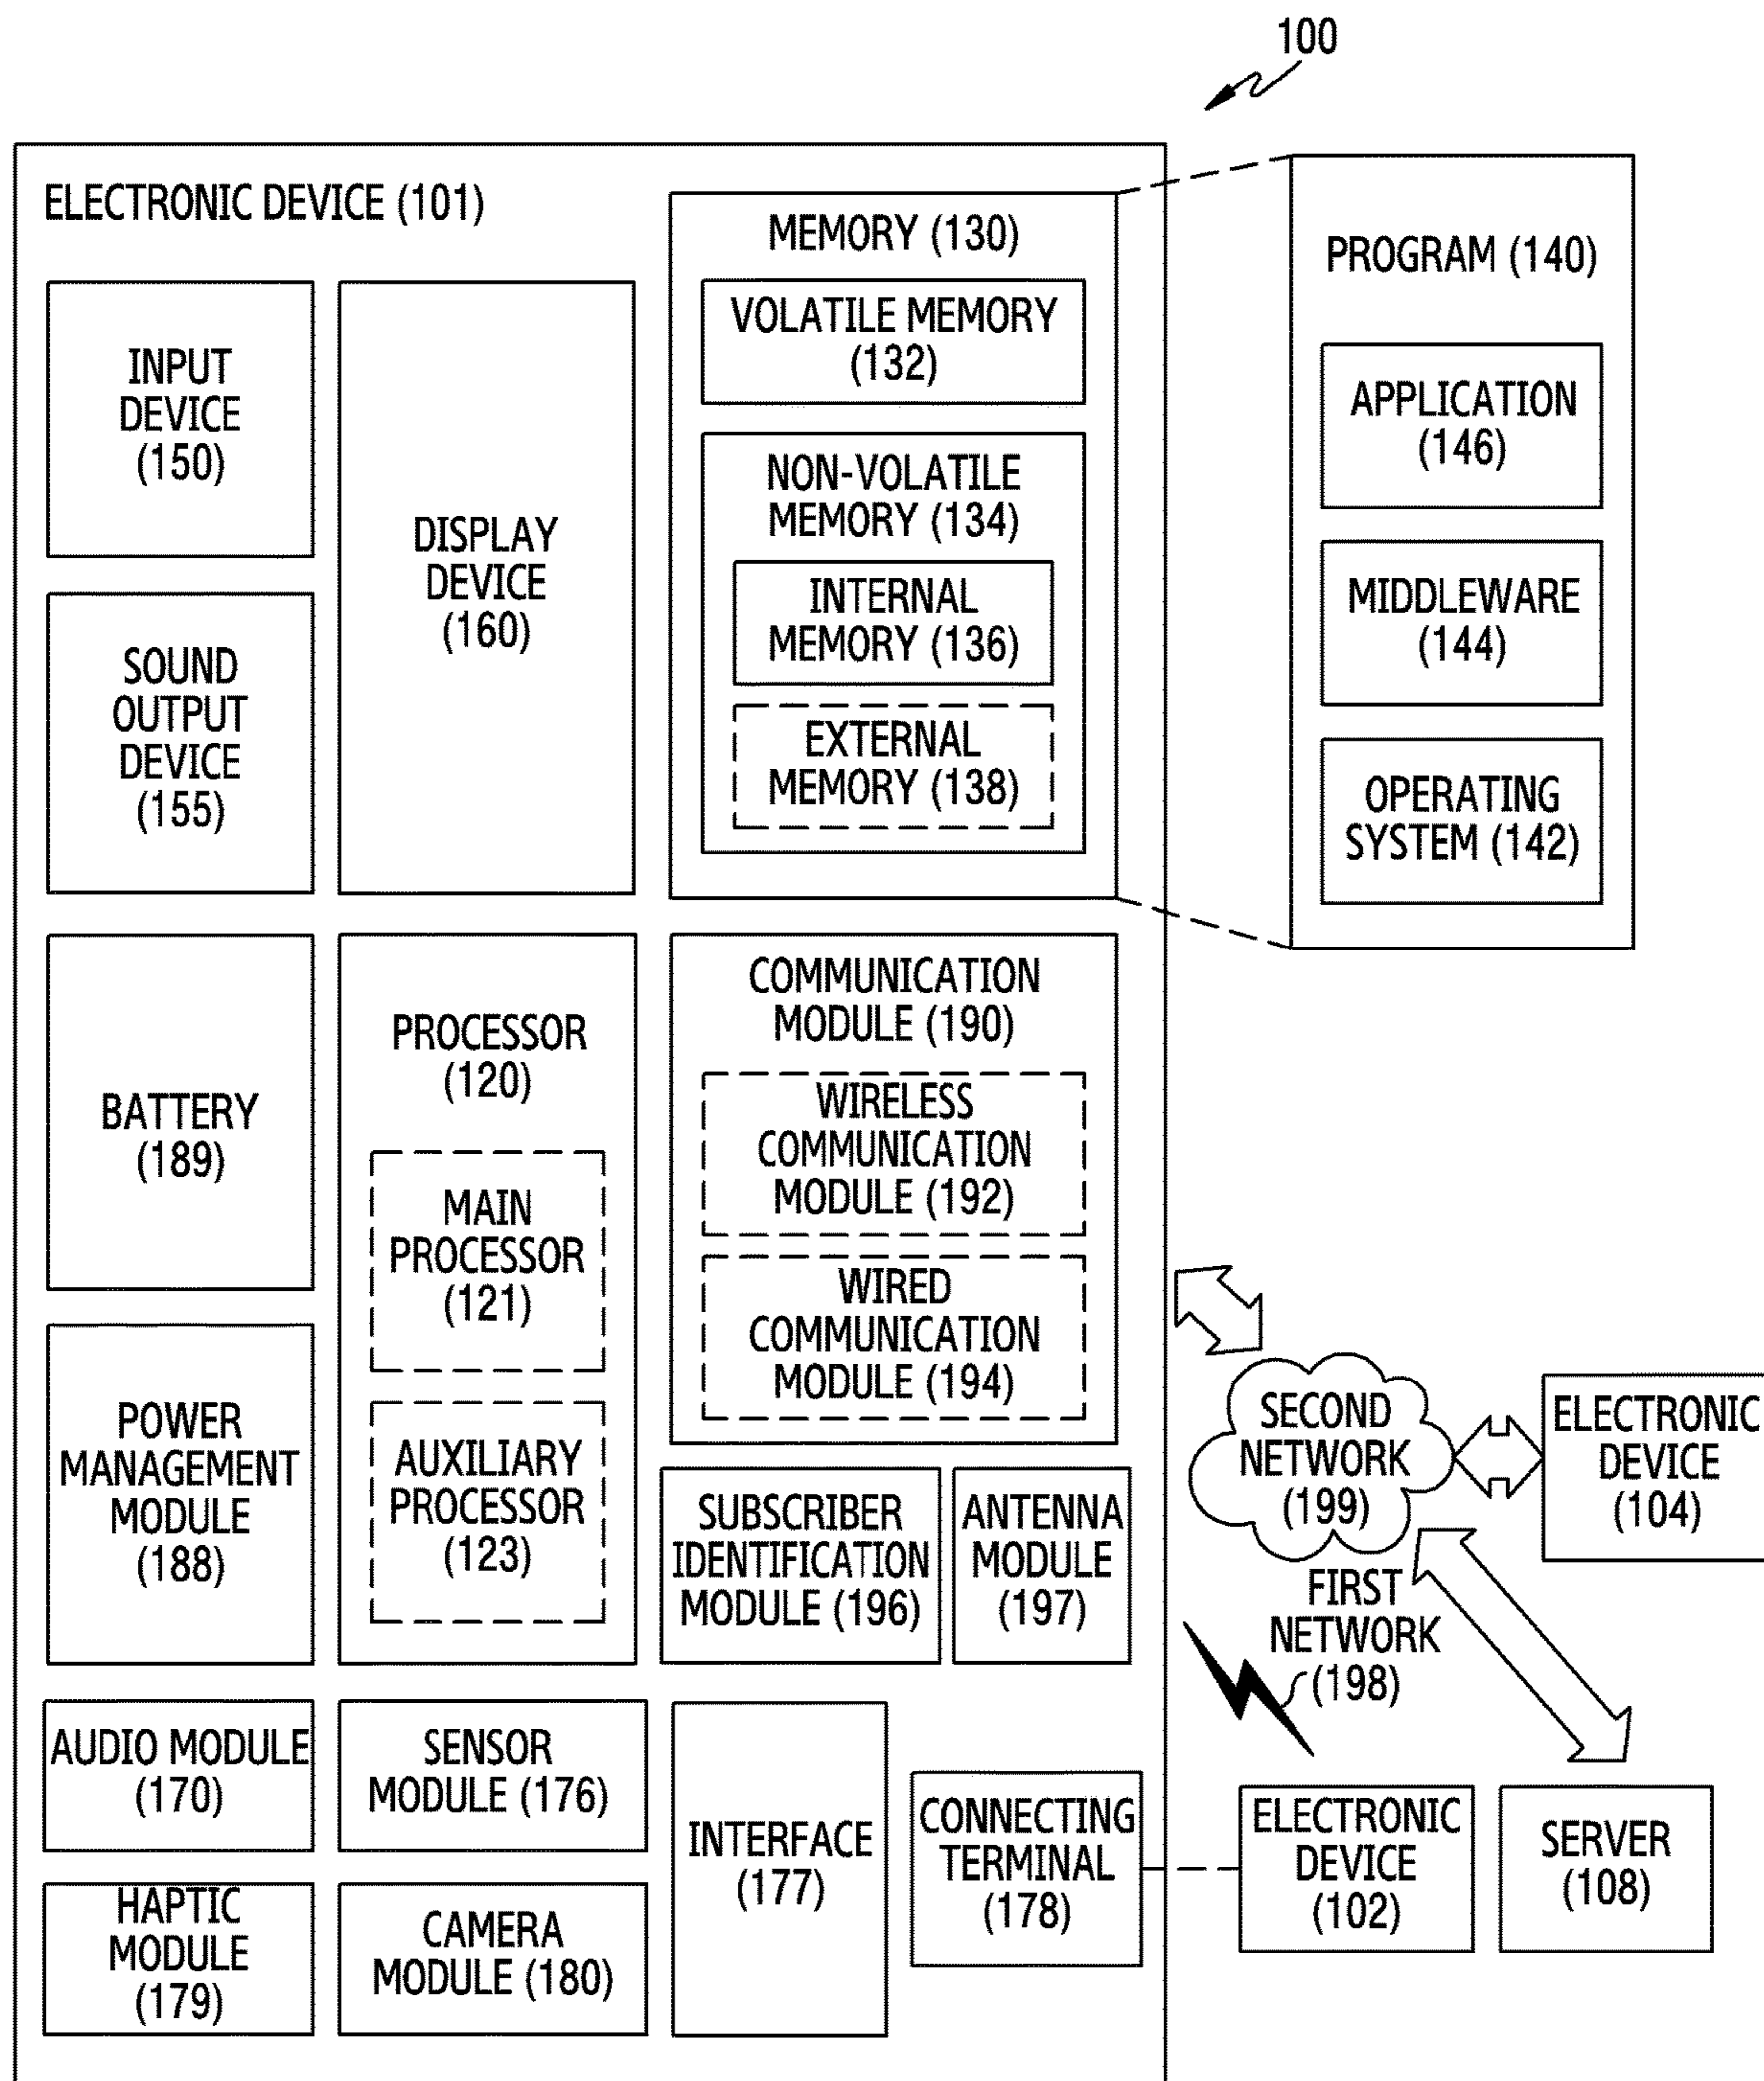 100
ELECTRONIC DEVICE (101)
INPUT
DEVICE
(150)
SOUND
OUTPUT
DEVICE
(155)
DISPLAY
DEVICE
(160)
MEMORY (130)
VOLATILE MEMORY
(132)
NON-VOLATILE
MEMORY (134)
INTERNAL
MEMORY (136)
EXTERNAL
MEMORY (138)
PROGRAM (140)
APPLICATION
(146)
MIDDLEWARE
(144)
OPERATING
SYSTEM (142)
BATTERY
(189)
POWER
MANAGEMENT
MODULE
(188)
PROCESSOR
(120)
MAIN
PROCESSOR
(121)
AUXILIARY
PROCESSOR
(123)
COMMUNICATION
MODULE (190)
WIRELESS
COMMUNICATION
MODULE (192)
WIRED
COMMUNICATION
MODULE (194)
SUBSCRIBER
IDENTIFICATION
MODULE (196)
ANTENNA
MODULE
(197)
SECOND
NETWORK
(199)
ELECTRONIC
DEVICE
(104)
FIRST
NETWORK
(198)
AUDIO MODULE
(170)
SENSOR
MODULE (176)
HAPTIC
MODULE
(179)
CAMERA
MODULE (180)
INTERFACE
(177)
CONNECTING
TERMINAL
(178)
ELECTRONIC
DEVICE
(102)
SERVER
(108)